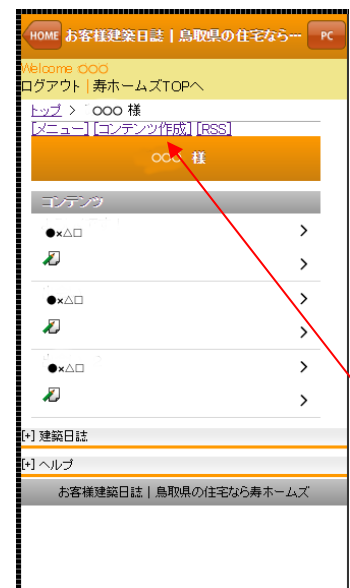 HOME お客様建築日誌 | 鳥取県の住宅なら… PC
Welcome ○○○
ログアウト | 寿ホームズTOPへ
トップ > ○○○ 様
[メニュー] [コンテンツ作成] [RSS]
○○○ 様
コンテンツ
●×△□
●×△□
●×△□
[+] 建築日誌
[+] ヘルプ
お客様建築日誌 | 鳥取県の住宅なら寿ホームズ